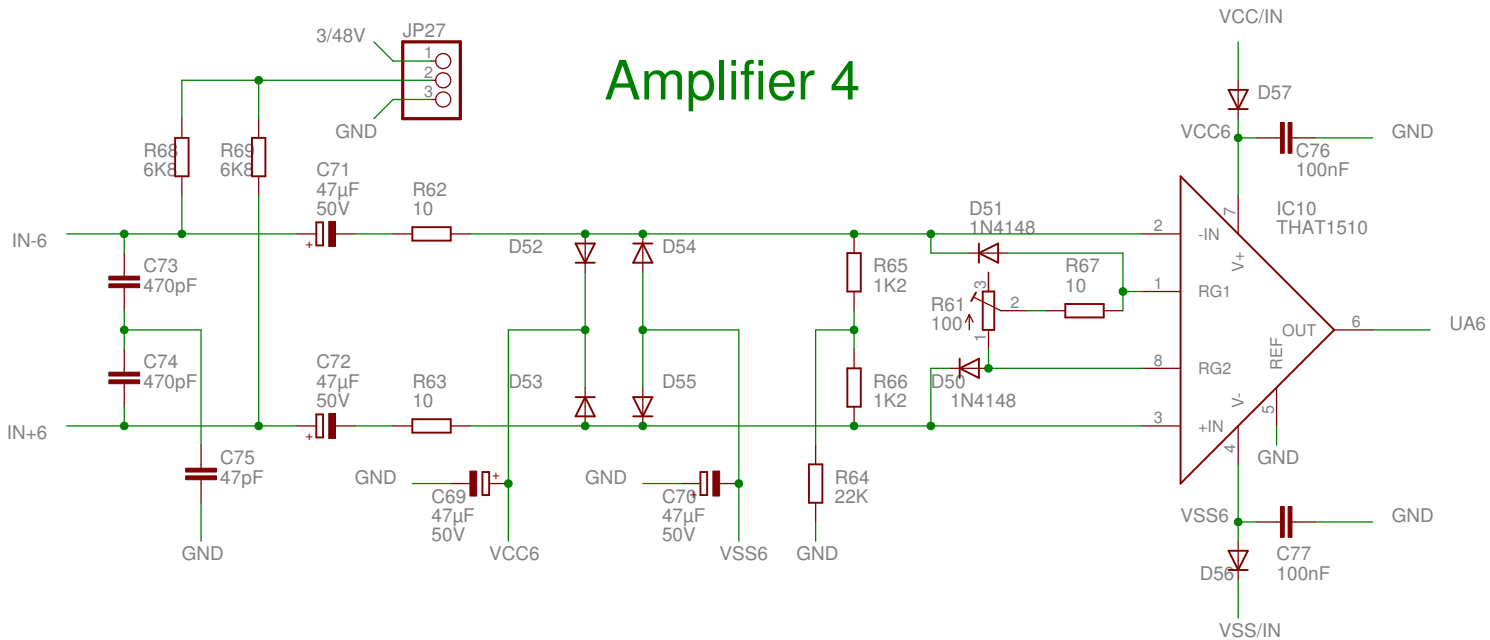 VCC/IN
JP27
3/48V
1
2
3
GND
Amplifier 4
D57
VCC6
GND
C76
100nF
R68
6K8
R69
6K8
C71
47µF
50V
R62
10
D51
1N4148
7
IC10
THAT1510
IN-6
+
D52
D54
2
-IN
V+
C73
470pF
R65
1K2
R67
10
3
R61
100
2
1
1
RG1
OUT
6
UA6
REF
C74
470pF
C72
47µF
50V
R63
10
D53
D55
R66
1K2
D50
1N4148
8
RG2
V-
5
IN+6
+
3
+IN
4
GND
C75
47pF
GND
+
C69
47µF
50V
GND
+
C70
47µF
50V
R64
22K
VSS6
GND
GND
VCC6
VSS6
GND
D56
C77
100nF
VSS/IN